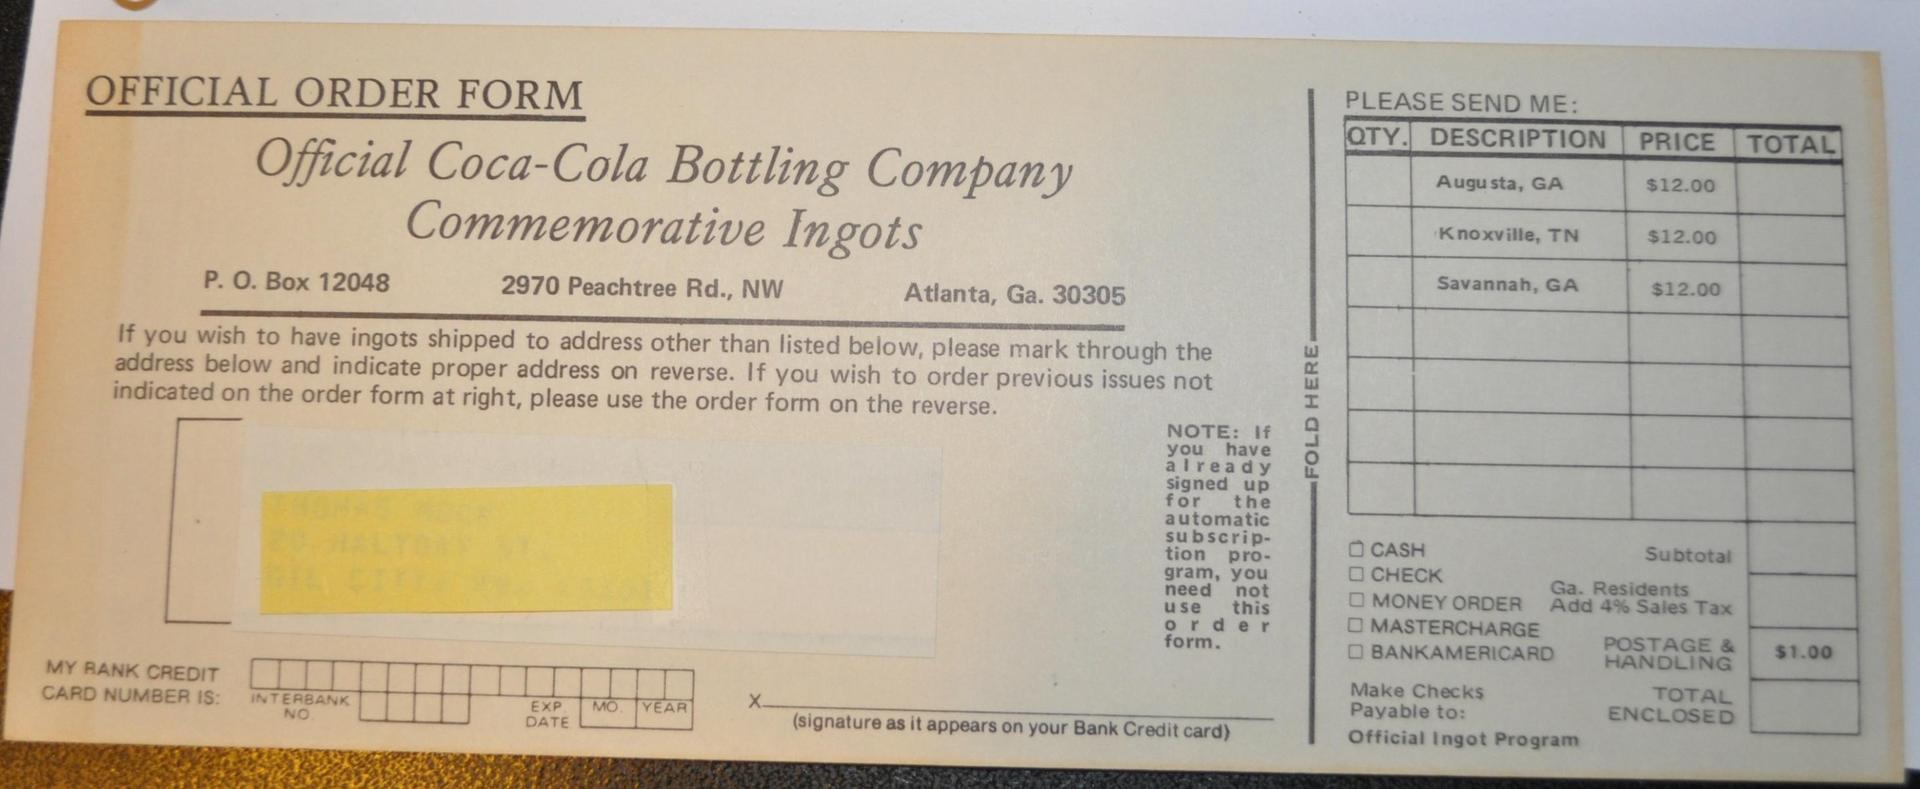 OFFICIAL ORDER FORM
Official Coca-Cola Bottling Company
Commemorative Ingots
P. O. Box 12048 2970 Peachtree Rd., NW Atlanta, Ga. 30305
If you wish to have ingots shipped to address other than listed below, please mark through the
address below and indicate proper address on reverse. If you wish to order previous issues not
indicated on the order form at right, please use the order form on the reverse.
NOTE: If
you have
already
signed up
for the
automatic
subscrip-
tion pro-
gram, you
need not
use this
order
form.
MY BANK CREDIT
CARD NUMBER IS:
INTERBANK
NO.
EXP
DATE
MO. YEAR
X
(signature as it appears on your Bank Credit card)
FOLD HERE
PLEASE SEND ME:
QTY. DESCRIPTION PRICE TOTAL
Augusta, GA $12.00
Knoxville, TN $12.00
Savannah, GA $12.00
CASH
CHECK
MONEY ORDER
MASTERCHARGE
BANKAMERICARD
Subtotal
Ga. Residents
Add 4% Sales Tax
POSTAGE &
HANDLING $1.00
TOTAL
ENCLOSED
Make Checks
Payable to:
Official Ingot Program